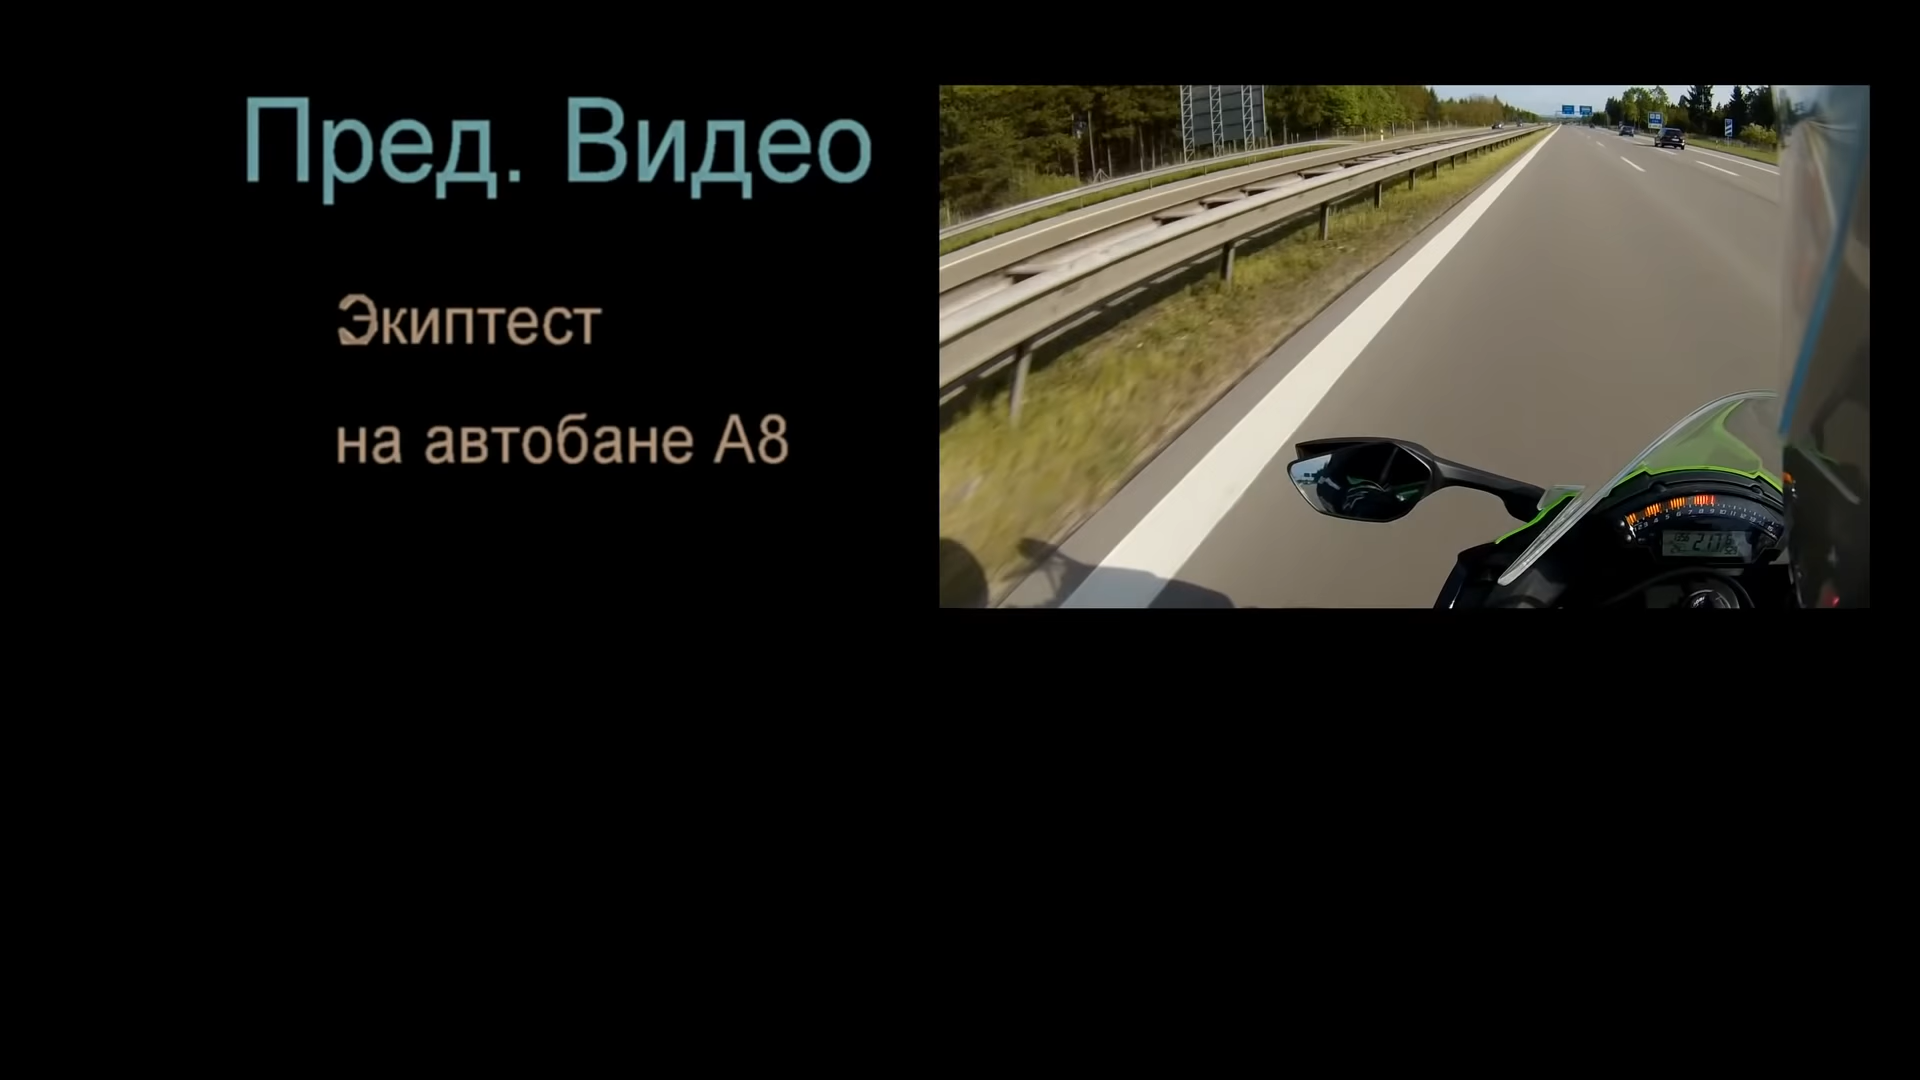 Пред. Видео
Экиптест
на автобане А8